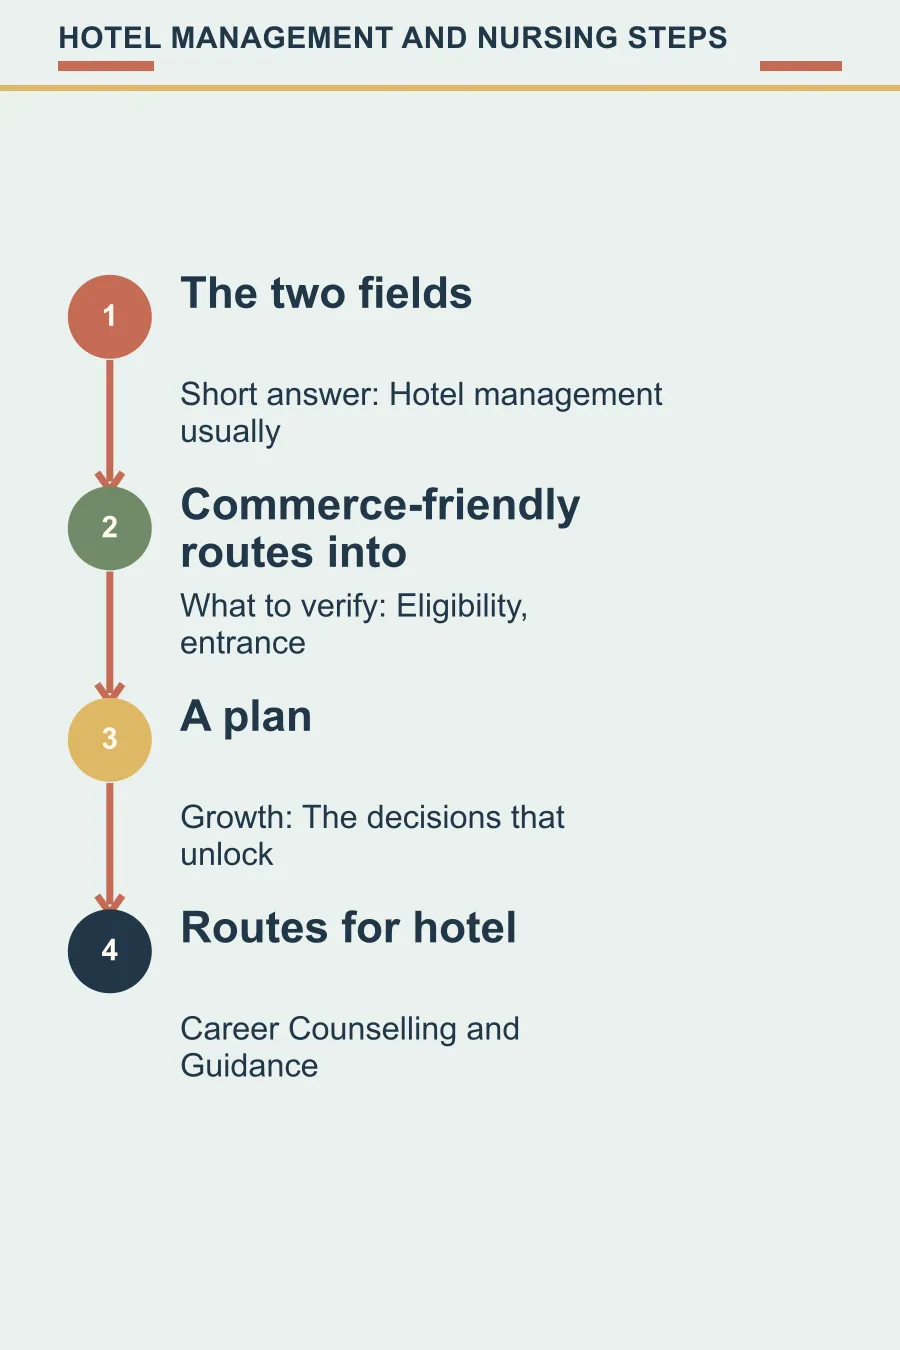 HOTEL MANAGEMENT AND NURSING STEPS
1
The two fields
Short answer: Hotel management
usually
2
Commerce-friendly
routes into
What to verify: Eligibility,
entrance
3
A plan
Growth: The decisions that
unlock
4
Routes for hotel
Career Counselling and
Guidance